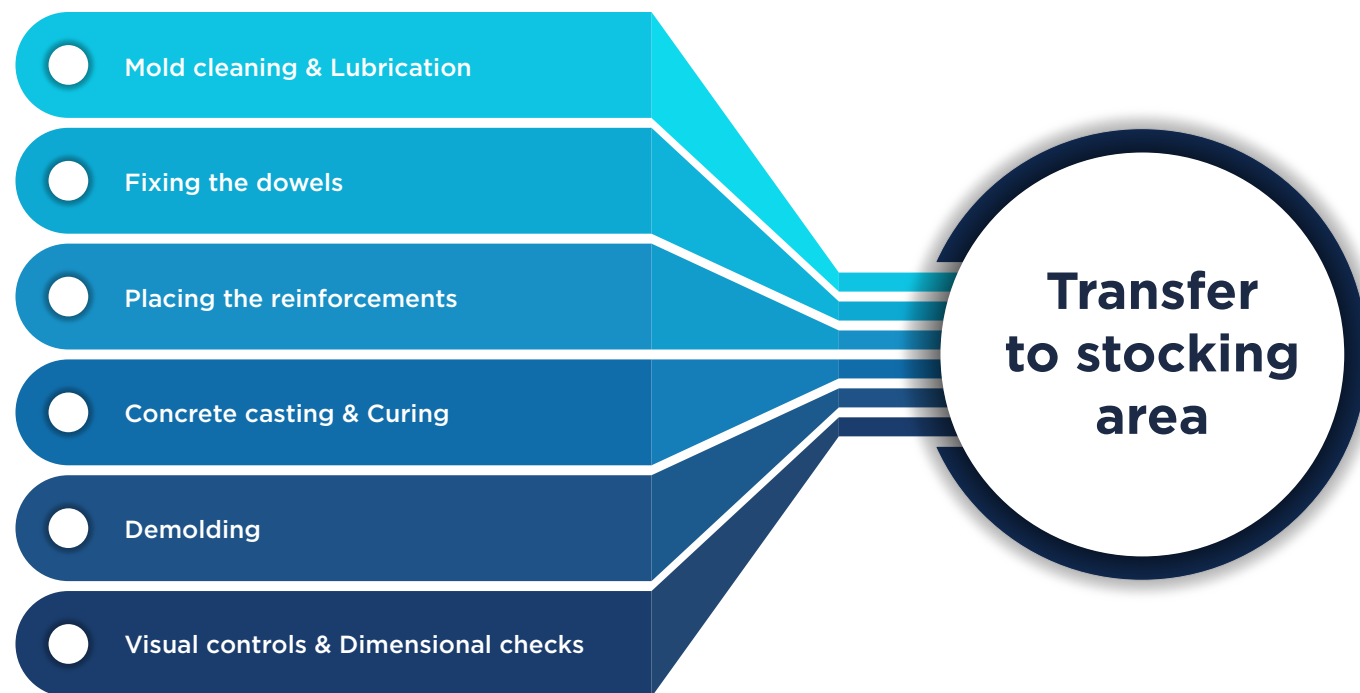 Mold cleaning & Lubrication
Fixing the dowels
Placing the reinforcements
Concrete casting & Curing
Demolding
Visual controls & Dimensional checks
Transfer
to stocking
area